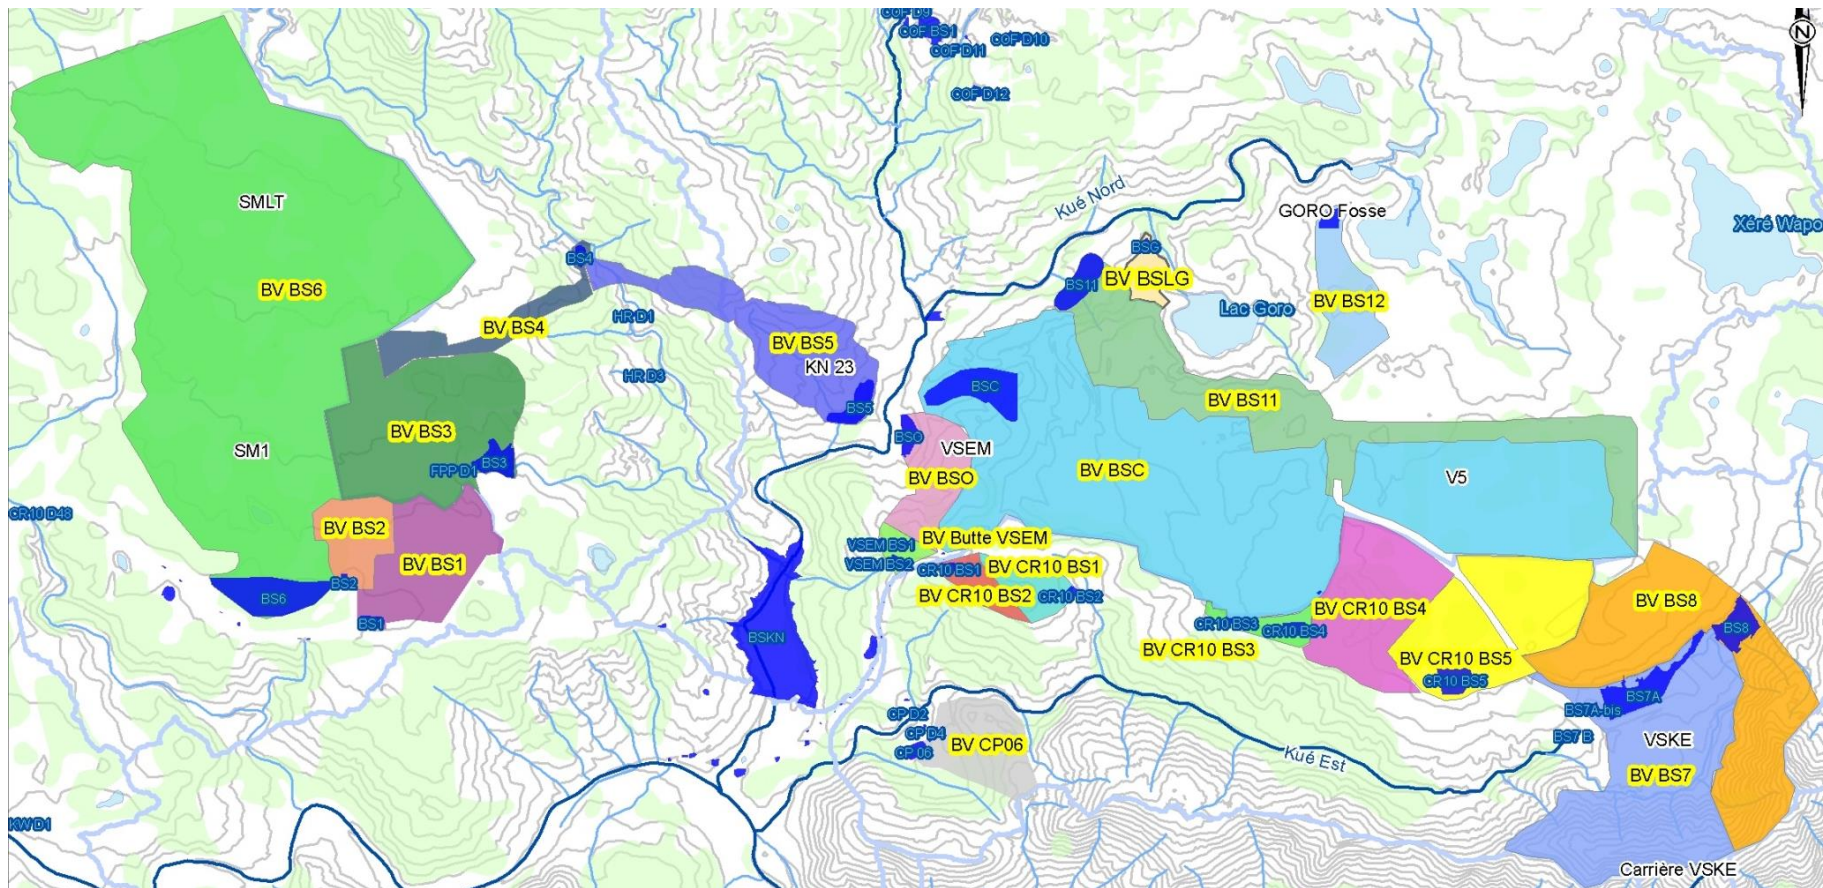 COF D9
COF BS1
COF D10
COF D11
COF D12
N
Kué Nord
SMLT
GORO Fosse
Xéré Wapo
BS4
BSG
BV BS6
BS11
BV BSLG
BV BS12
Lac Goro
HR D1
BV BS4
BV BS5
KN 23
HR D3
BSC
BV BS11
BS5
BV BS3
BSO
VSEM
SM1
BS3
FPP D1
BV BSO
BV BSC
V5
CR10 D48
BV BS2
BV Butte VSEM
VSEM BS1
VSEM BS2
BV BS1
CR10 BS1
BV CR10 BS1
BS2
BS6
BV CR10 BS2
CR10 BS2
BV CR10 BS4
BV BS8
BS1
CR10 BS3
CR10 BS4
BS8
BSKN
BV CR10 BS3
BV CR10 BS5
CR10 BS5
BS7A
BS7A-bis
CP D2
CP D4
BS7 B
BV CP06
CP 06
VSKE
Kué Est
BV BS7
KW D1
Carrière VSKE